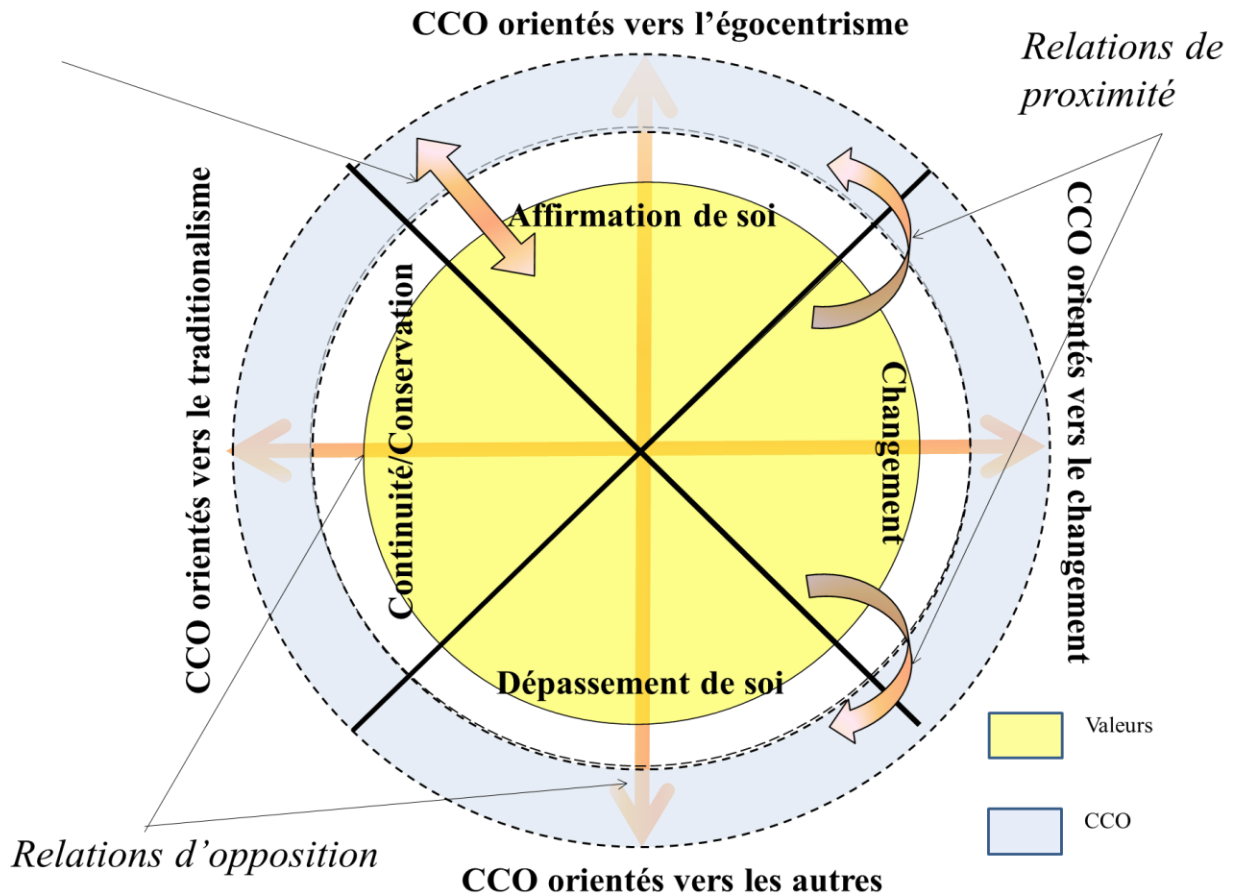 CCO orientés vers l’égocentrisme
Relations de
proximité
CCO orientés vers le traditionalisme
Affirmation de soi
Continuité/Conservation
Changement
CCO orientés vers le changement
Dépassement de soi
Valeurs
CCO
Relations d’opposition
CCO orientés vers les autres